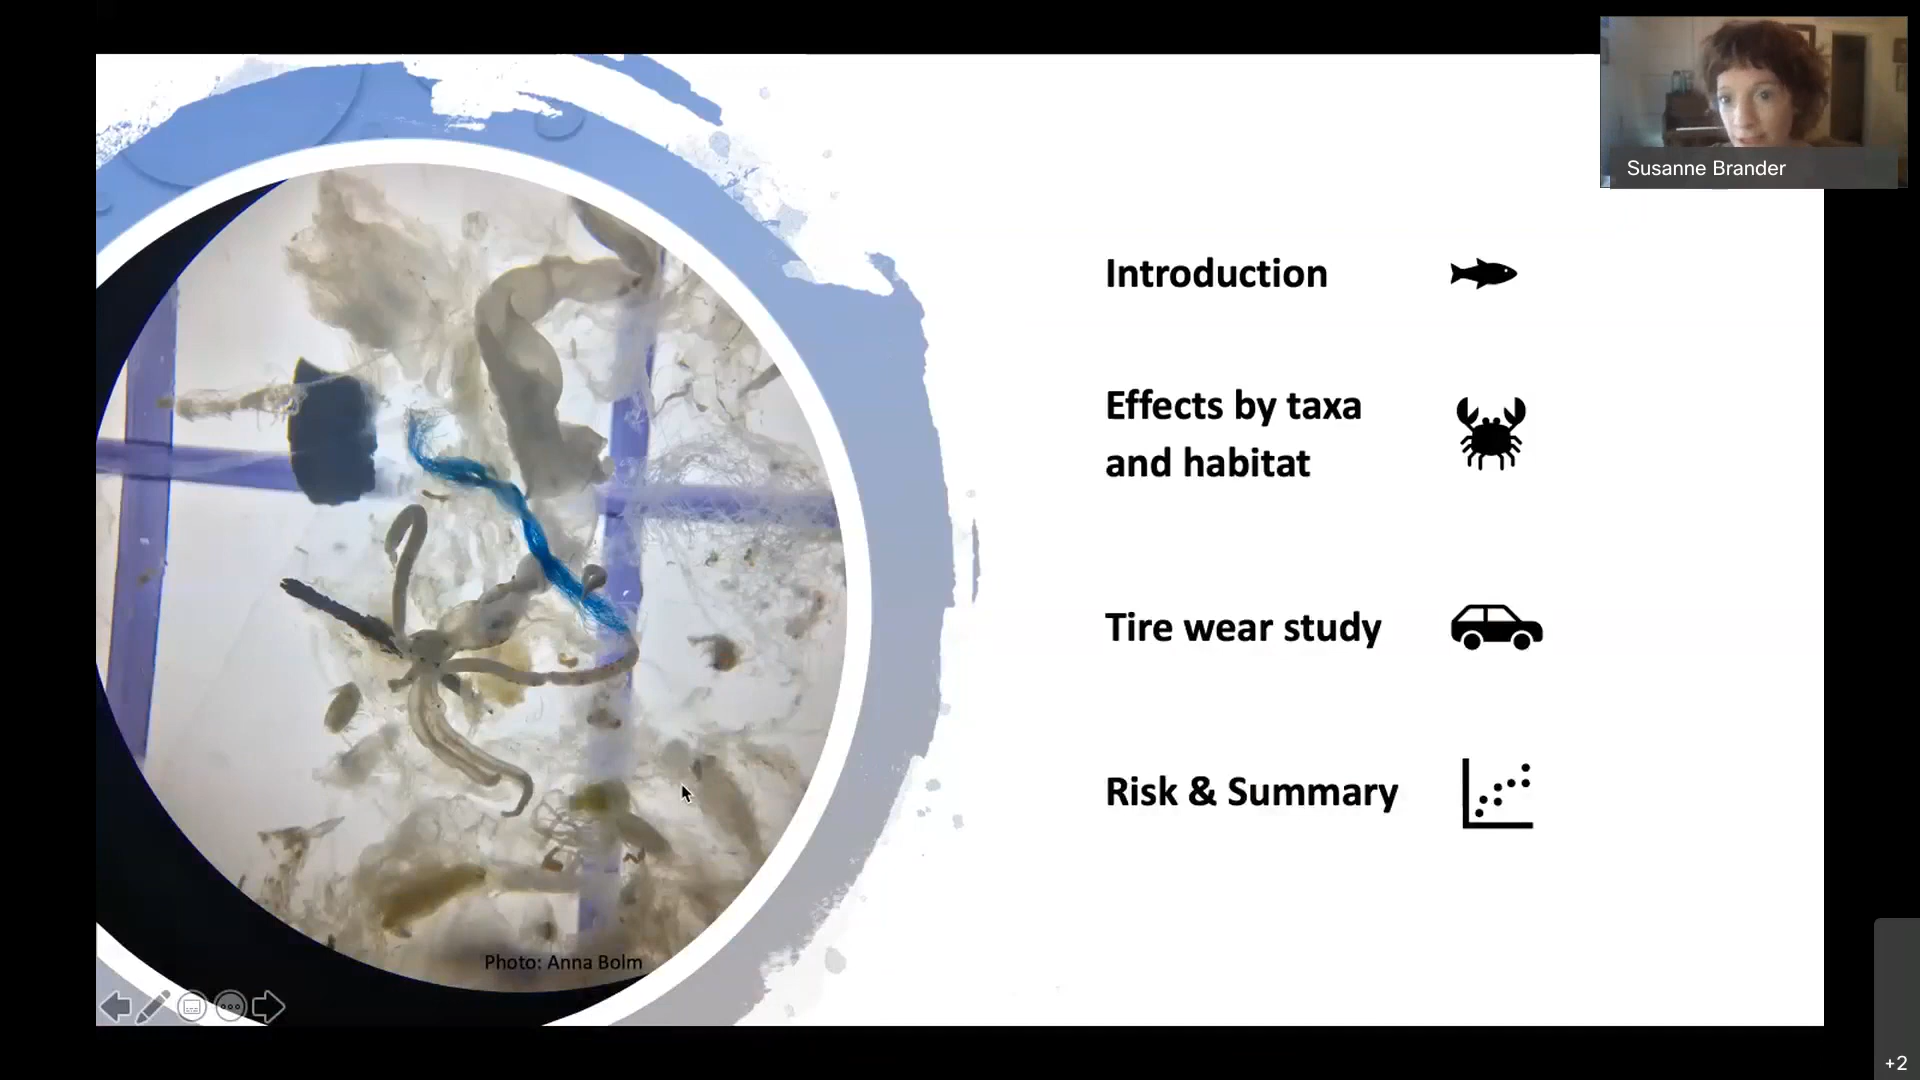 Susanne Brander
Introduction
Effects by taxa
and habitat
Tire wear study
Risk & Summary
Photo: Anna Bolm
+2